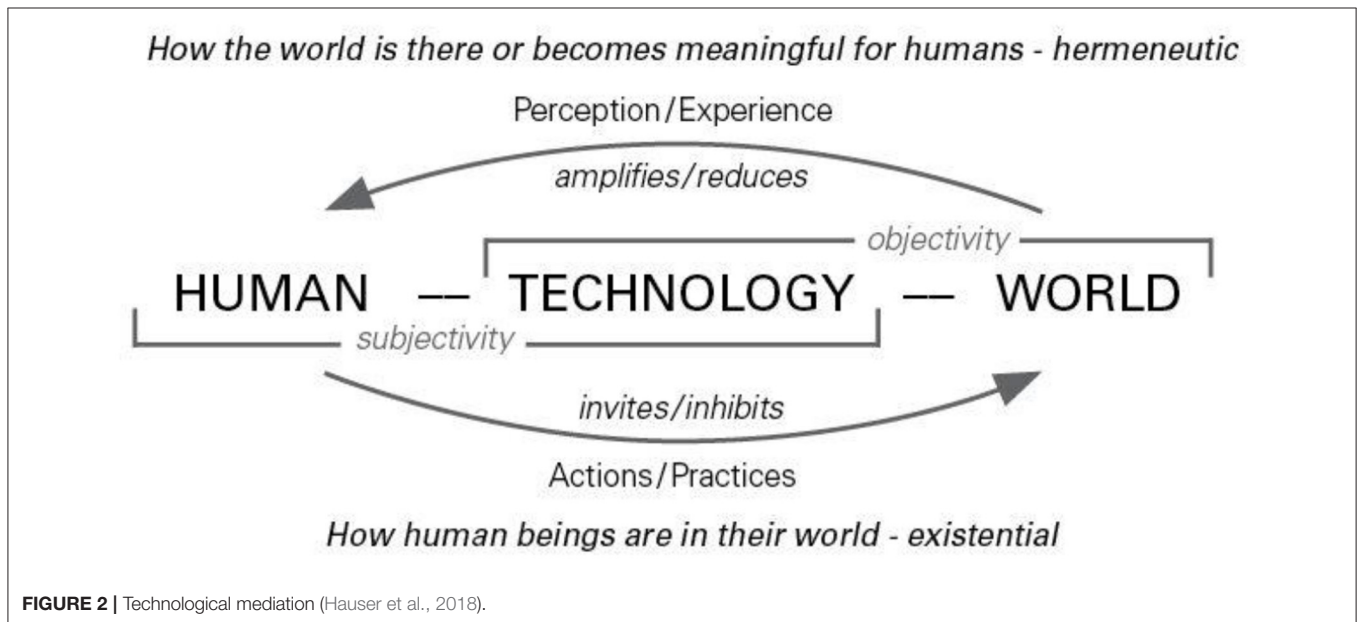 How the world is there or becomes meaningful for humans - hermeneutic
Perception/Experience
amplifies/reduces
objectivity
HUMAN –– TECHNOLOGY –– WORLD
subjectivity
invites/inhibits
Actions/Practices
How human beings are in their world - existential
FIGURE 2 | Technological mediation (Hauser et al., 2018).